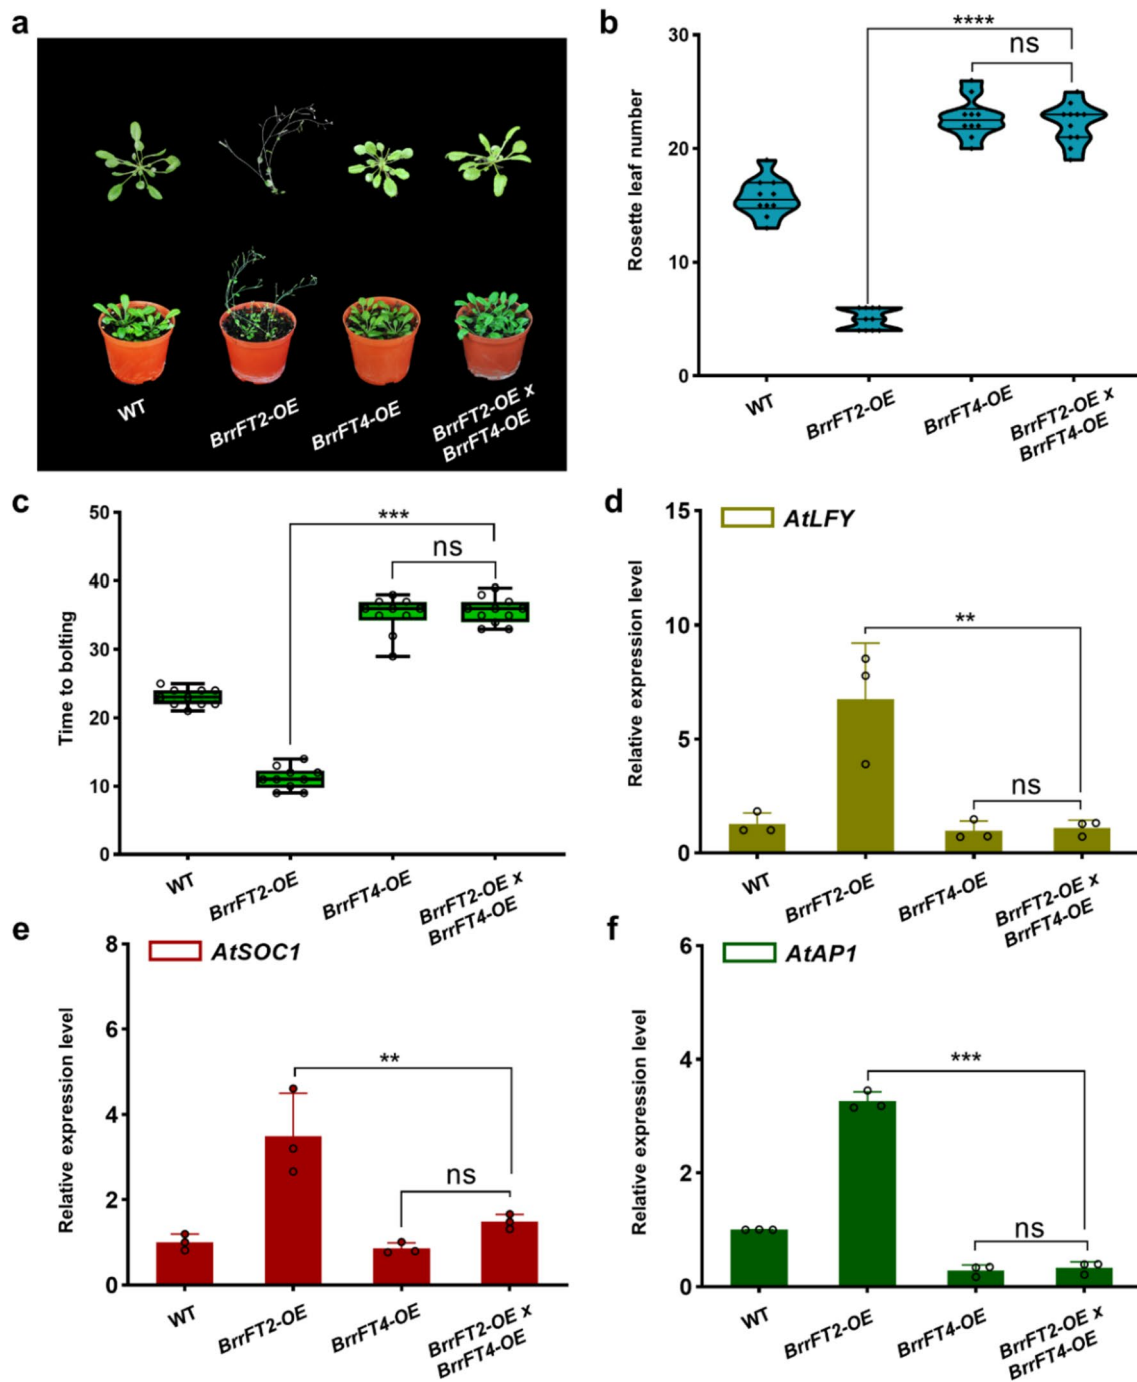 a
WT
BrrFT2-OE
BrrFT4-OE
BrrFT2-OE x
BrrFT4-OE
b
Rosette leaf number
30
20
10
0
****
ns
WT
BrrFT2-OE
BrrFT4-OE
BrrFT2-OE x
BrrFT4-OE
c
Time to bolting
50
40
30
20
10
0
***
ns
WT
BrrFT2-OE
BrrFT4-OE
BrrFT2-OE x
BrrFT4-OE
d
AtLFY
Relative expression level
15
10
5
0
**
ns
WT
BrrFT2-OE
BrrFT4-OE
BrrFT2-OE x
BrrFT4-OE
e
AtSOC1
Relative expression level
8
6
4
2
0
**
ns
WT
BrrFT2-OE
BrrFT4-OE
BrrFT2-OE x
BrrFT4-OE
f
AtAP1
Relative expression level
6
4
2
0
***
ns
WT
BrrFT2-OE
BrrFT4-OE
BrrFT2-OE x
BrrFT4-OE